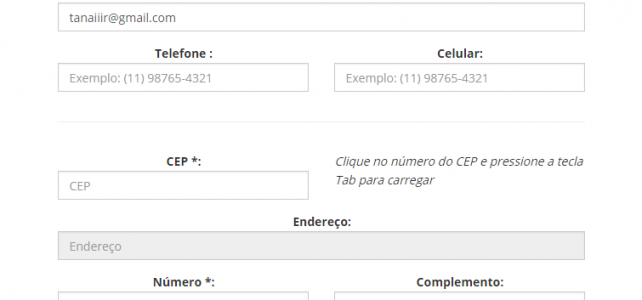 tanaiiir@gmail.com
Telefone : Celular:
Exemplo: (11) 98765-4321 Exemplo: (11) 98765-4321
CEP *: Clique no número do CEP e pressione a tecla
Tab para carregar
CEP
Endereço:
Endereço
Número *: Complemento: